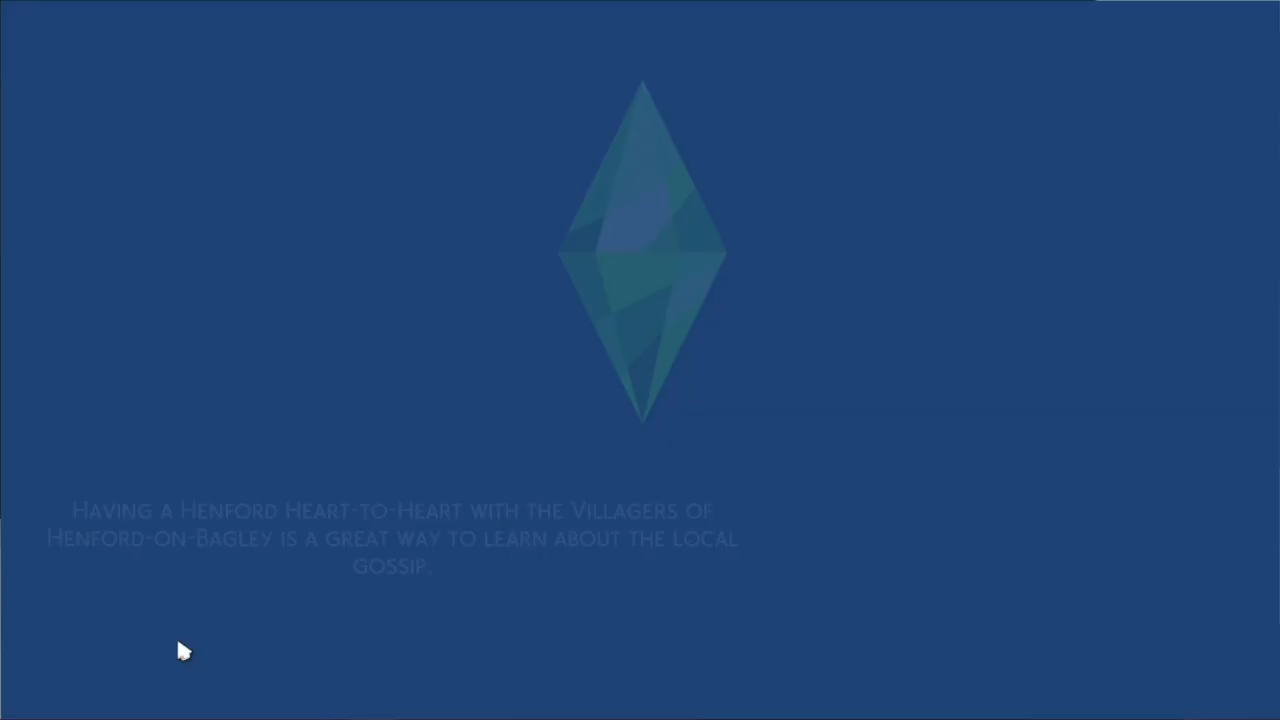 Having a Henford Heart-to-Heart with the Villagers of
Henford-on-Bagley is a great way to learn about the local
gossip.